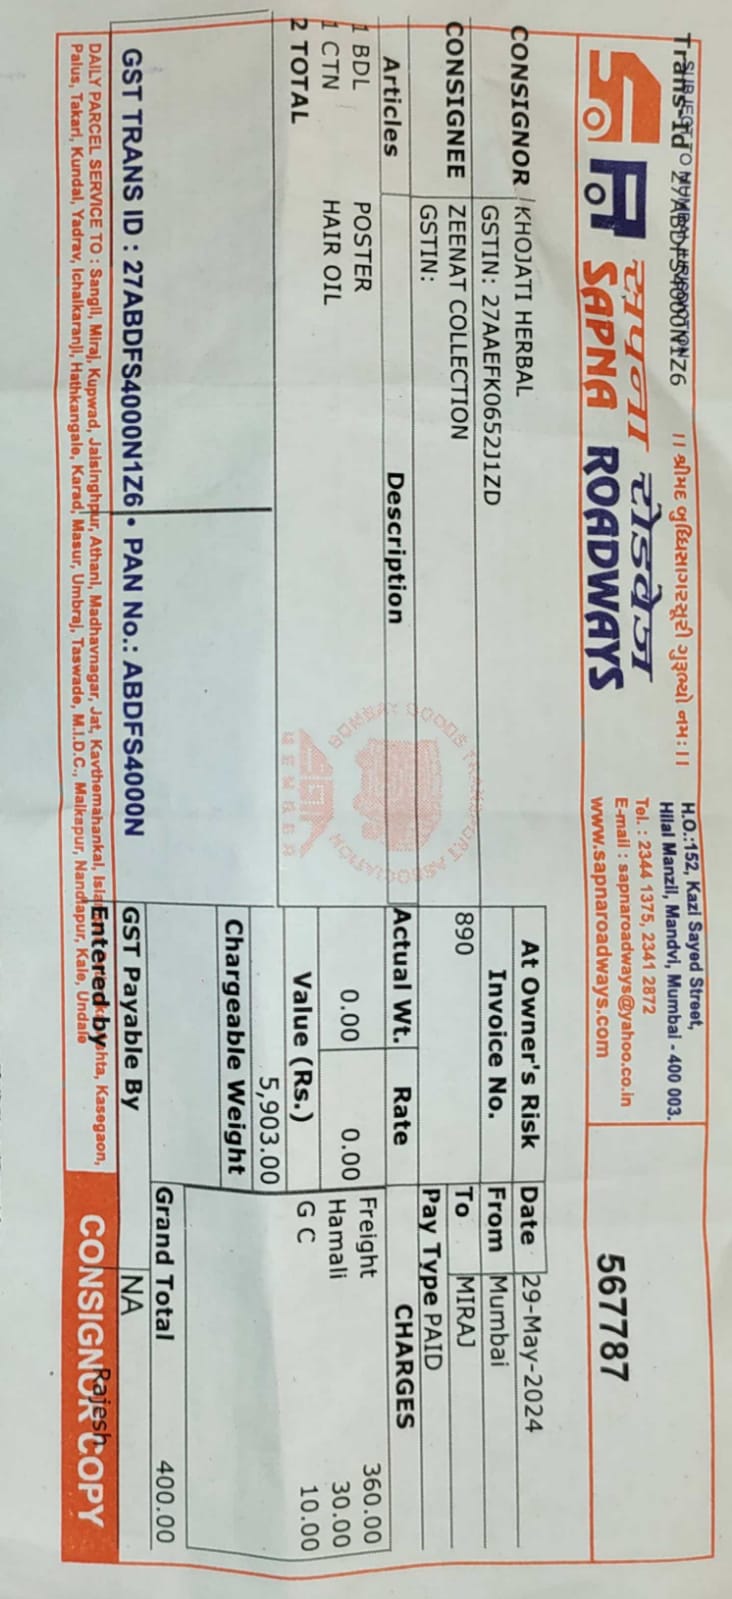 SUBJECT TO MUMBAI JURISDICTION
Trans-Id 27ABDFS4000N1Z6
।। શ્રીમદ બુધ્ધિસાગરસૂરી ગુરૂભ્યો નમઃ।।
सपना रोडवेज
SAPNA ROADWAYS
H.O.:152, Kazi Sayed Street,
Hilal Manzil, Mandvi, Mumbai - 400 003.
Tel. : 2344 1375, 2341 2872
E-mail : sapnaroadways@yahoo.co.in
www.sapnaroadways.com
567787
CONSIGNOR KHOJATI HERBAL
GSTIN: 27AAEFK0652J1ZD
CONSIGNEE ZEENAT COLLECTION
GSTIN:
At Owner's Risk
Invoice No.
890
Date 29-May-2024
From Mumbai
To MIRAJ
Pay Type PAID
Articles Description Actual Wt. Rate CHARGES
1 BDL POSTER 0.00 0.00 Freight 360.00
1 CTN HAIR OIL Hamali 30.00
2 TOTAL Value (Rs.) G C 10.00
5,903.00
Chargeable Weight
BOMBAY GOODS TRANSPORT ASSOCIATION
MEMBER
Grand Total 400.00
GST TRANS ID : 27ABDFS4000N1Z6 • PAN No.: ABDFS4000N
GST Payable By NA
DAILY PARCEL SERVICE TO : Sangli, Miraj, Kupwad, Jaisinghpur, Athani, Madhavnagar, Jat, Kavthemahankal, Kasegaon,
Palus, Takari, Kundal, Yadrav, Ichalkaranji, Hathkangale, Karad, Masur, Umbraj, Taswade, M.I.D.C., Malkapur, Nandlapur, Kale, Undale
Entered by Rajesh
CONSIGNOR COPY